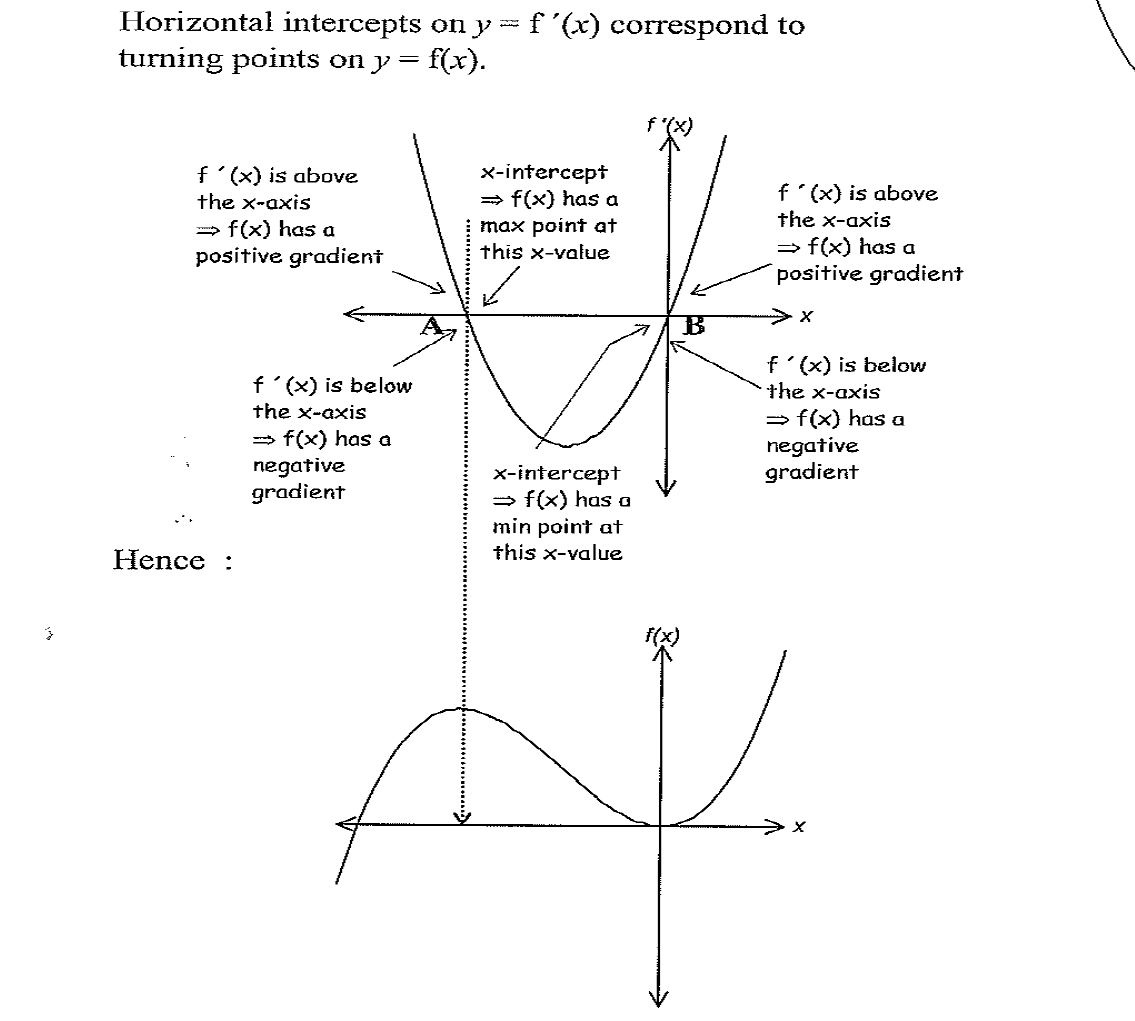 Horizontal intercepts on y = f ´(x) correspond to
turning points on y = f(x).
f ´(x)
f ´(x) is above
the x-axis
⇒ f(x) has a
positive gradient
x-intercept
⇒ f(x) has a
max point at
this x-value
f ´(x) is above
the x-axis
⇒ f(x) has a
positive gradient
x
A
B
f ´(x) is below
the x-axis
⇒ f(x) has a
negative
gradient
f ´(x) is below
the x-axis
⇒ f(x) has a
negative
gradient
x-intercept
⇒ f(x) has a
min point at
this x-value
Hence :
f(x)
x